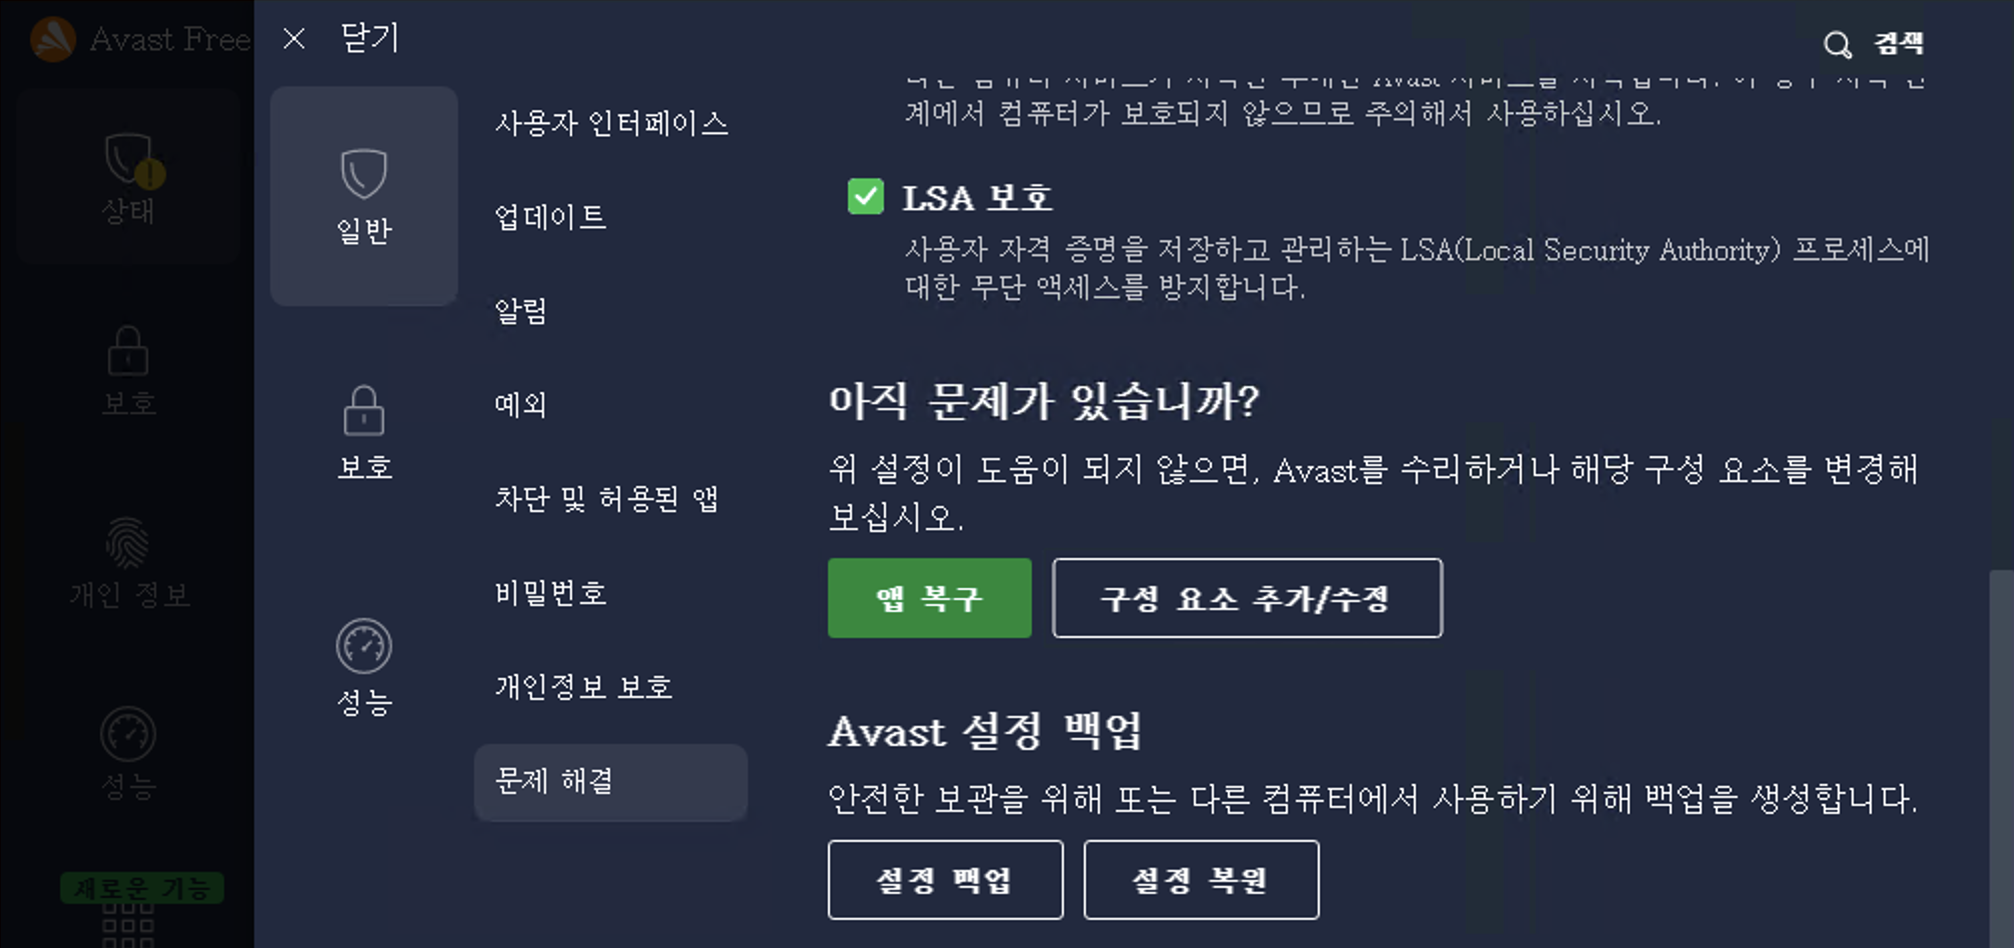 Avast Free
닫기
검색
상태
보호
개인 정보
성능
새로운 기능
일반
보호
성능
사용자 인터페이스
업데이트
알림
예외
차단 및 허용된 앱
비밀번호
개인정보 보호
문제 해결
계에서 컴퓨터가 보호되지 않으므로 주의해서 사용하십시오.
LSA 보호
사용자 자격 증명을 저장하고 관리하는 LSA(Local Security Authority) 프로세스에
대한 무단 액세스를 방지합니다.
아직 문제가 있습니까?
위 설정이 도움이 되지 않으면, Avast를 수리하거나 해당 구성 요소를 변경해
보십시오.
앱 복구
구성 요소 추가/수정
Avast 설정 백업
안전한 보관을 위해 또는 다른 컴퓨터에서 사용하기 위해 백업을 생성합니다.
설정 백업
설정 복원